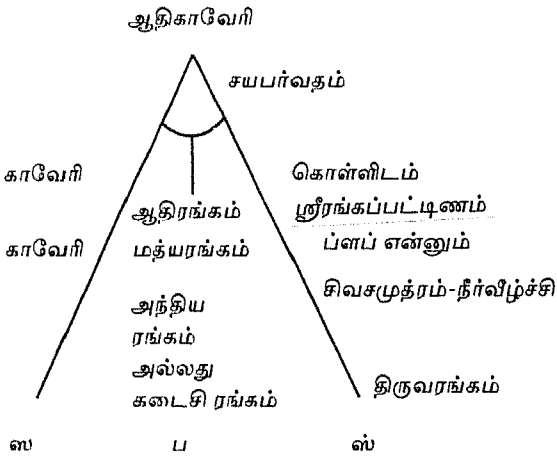 ஆதிகாவேரி
சயபர்வதம்
காவேரி
கொள்ளிடம்
ஆதிரங்கம்
ஸ்ரீரங்கப்பட்டிணம்
காவேரி
மத்யரங்கம்
ப்ளப் என்னும்
சிவசமுத்ரம்-நீர்வீழ்ச்சி
அந்திய
ரங்கம்
அல்லது
கடைசி ரங்கம்
திருவரங்கம்
ஸ ப ஸ்